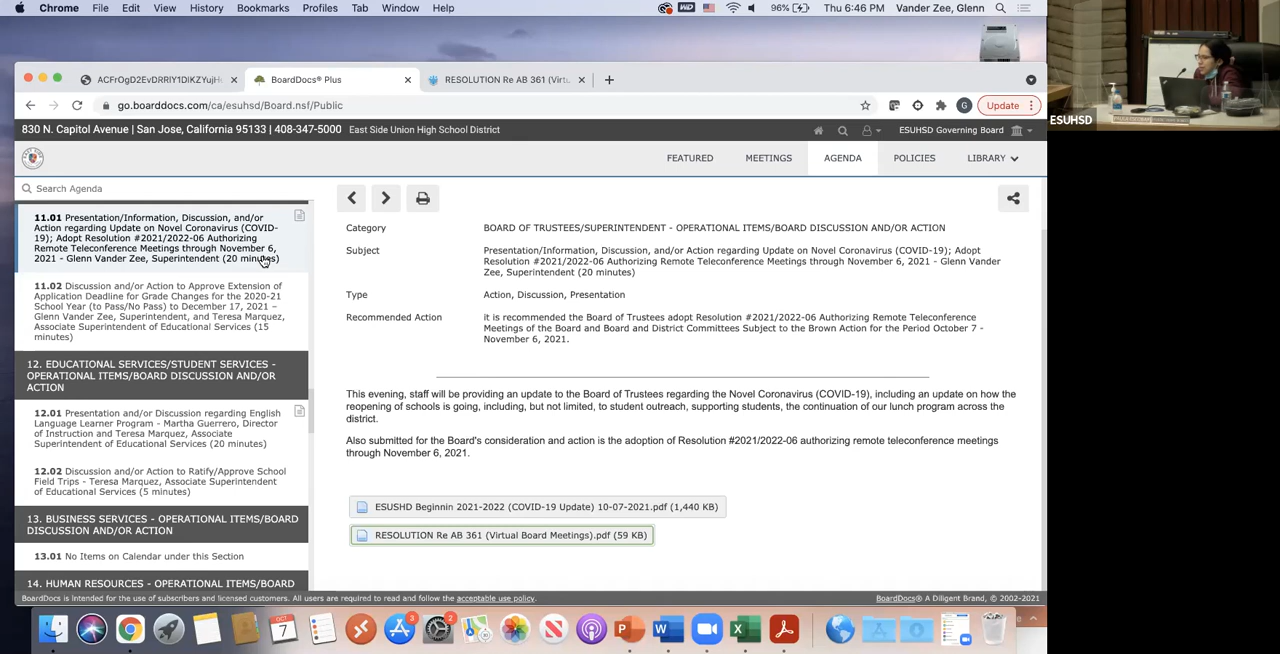 Chrome File Edit View History Bookmarks Profiles Tab Window Help
WD 96% Thu 6:46 PM Vander Zee, Glenn
ACFrOgD2EvDRRlY1DiKZYujH BoardDocs® Plus RESOLUTION Re AB 361 (Virtu
go.boarddocs.com/ca/esuhsd/Board.nsf/Public G Update
830 N. Capitol Avenue | San Jose, California 95133 | 408-347-5000 East Side Union High School District ESUHSD Governing Board
FEATURED MEETINGS AGENDA POLICIES LIBRARY
Search Agenda
11.01 Presentation/Information, Discussion, and/or
Action regarding Update on Novel Coronavirus (COVID-
19); Adopt Resolution #2021/2022-06 Authorizing
Remote Teleconference Meetings through November 6,
2021 - Glenn Vander Zee, Superintendent (20 minutes)
11.02 Discussion and/or Action to Approve Extension of
Application Deadline for Grade Changes for the 2020-21
School Year (to Pass/No Pass) to December 17, 2021 –
Glenn Vander Zee, Superintendent, and Teresa Marquez,
Associate Superintendent of Educational Services (15
minutes)
12. EDUCATIONAL SERVICES/STUDENT SERVICES -
OPERATIONAL ITEMS/BOARD DISCUSSION AND/OR
ACTION
12.01 Presentation and/or Discussion regarding English
Language Learner Program - Martha Guerrero, Director
of Instruction and Teresa Marquez, Associate
Superintendent of Educational Services (20 minutes)
12.02 Discussion and/or Action to Ratify/Approve School
Field Trips - Teresa Marquez, Associate Superintendent
of Educational Services (5 minutes)
13. BUSINESS SERVICES - OPERATIONAL ITEMS/BOARD
DISCUSSION AND/OR ACTION
13.01 No Items on Calendar under this Section
14. HUMAN RESOURCES - OPERATIONAL ITEMS/BOARD
Category BOARD OF TRUSTEES/SUPERINTENDENT - OPERATIONAL ITEMS/BOARD DISCUSSION AND/OR ACTION
Subject Presentation/Information, Discussion, and/or Action regarding Update on Novel Coronavirus (COVID-19); Adopt
Resolution #2021/2022-06 Authorizing Remote Teleconference Meetings through November 6, 2021 - Glenn Vander
Zee, Superintendent (20 minutes)
Type Action, Discussion, Presentation
Recommended Action it is recommended the Board of Trustees adopt Resolution #2021/2022-06 Authorizing Remote Teleconference
Meetings of the Board and Board and District Committees Subject to the Brown Action for the Period October 7 -
November 6, 2021.
This evening, staff will be providing an update to the Board of Trustees regarding the Novel Coronavirus (COVID-19), including an update on how the
reopening of schools is going, including, but not limited, to student outreach, supporting students, the continuation of our lunch program across the
district.
Also submitted for the Board's consideration and action is the adoption of Resolution #2021/2022-06 authorizing remote teleconference meetings
through November 6, 2021.
ESUSHD Beginnin 2021-2022 (COVID-19 Update) 10-07-2021.pdf (1,440 KB)
RESOLUTION Re AB 361 (Virtual Board Meetings).pdf (59 KB)
BoardDocs is intended for the use of subscribers and licensed customers. All users are required to read and follow the acceptable use policy. BoardDocs® A Diligent Brand, © 2002-2021
OCT
7
3
2
P
W
X
ESUHSD